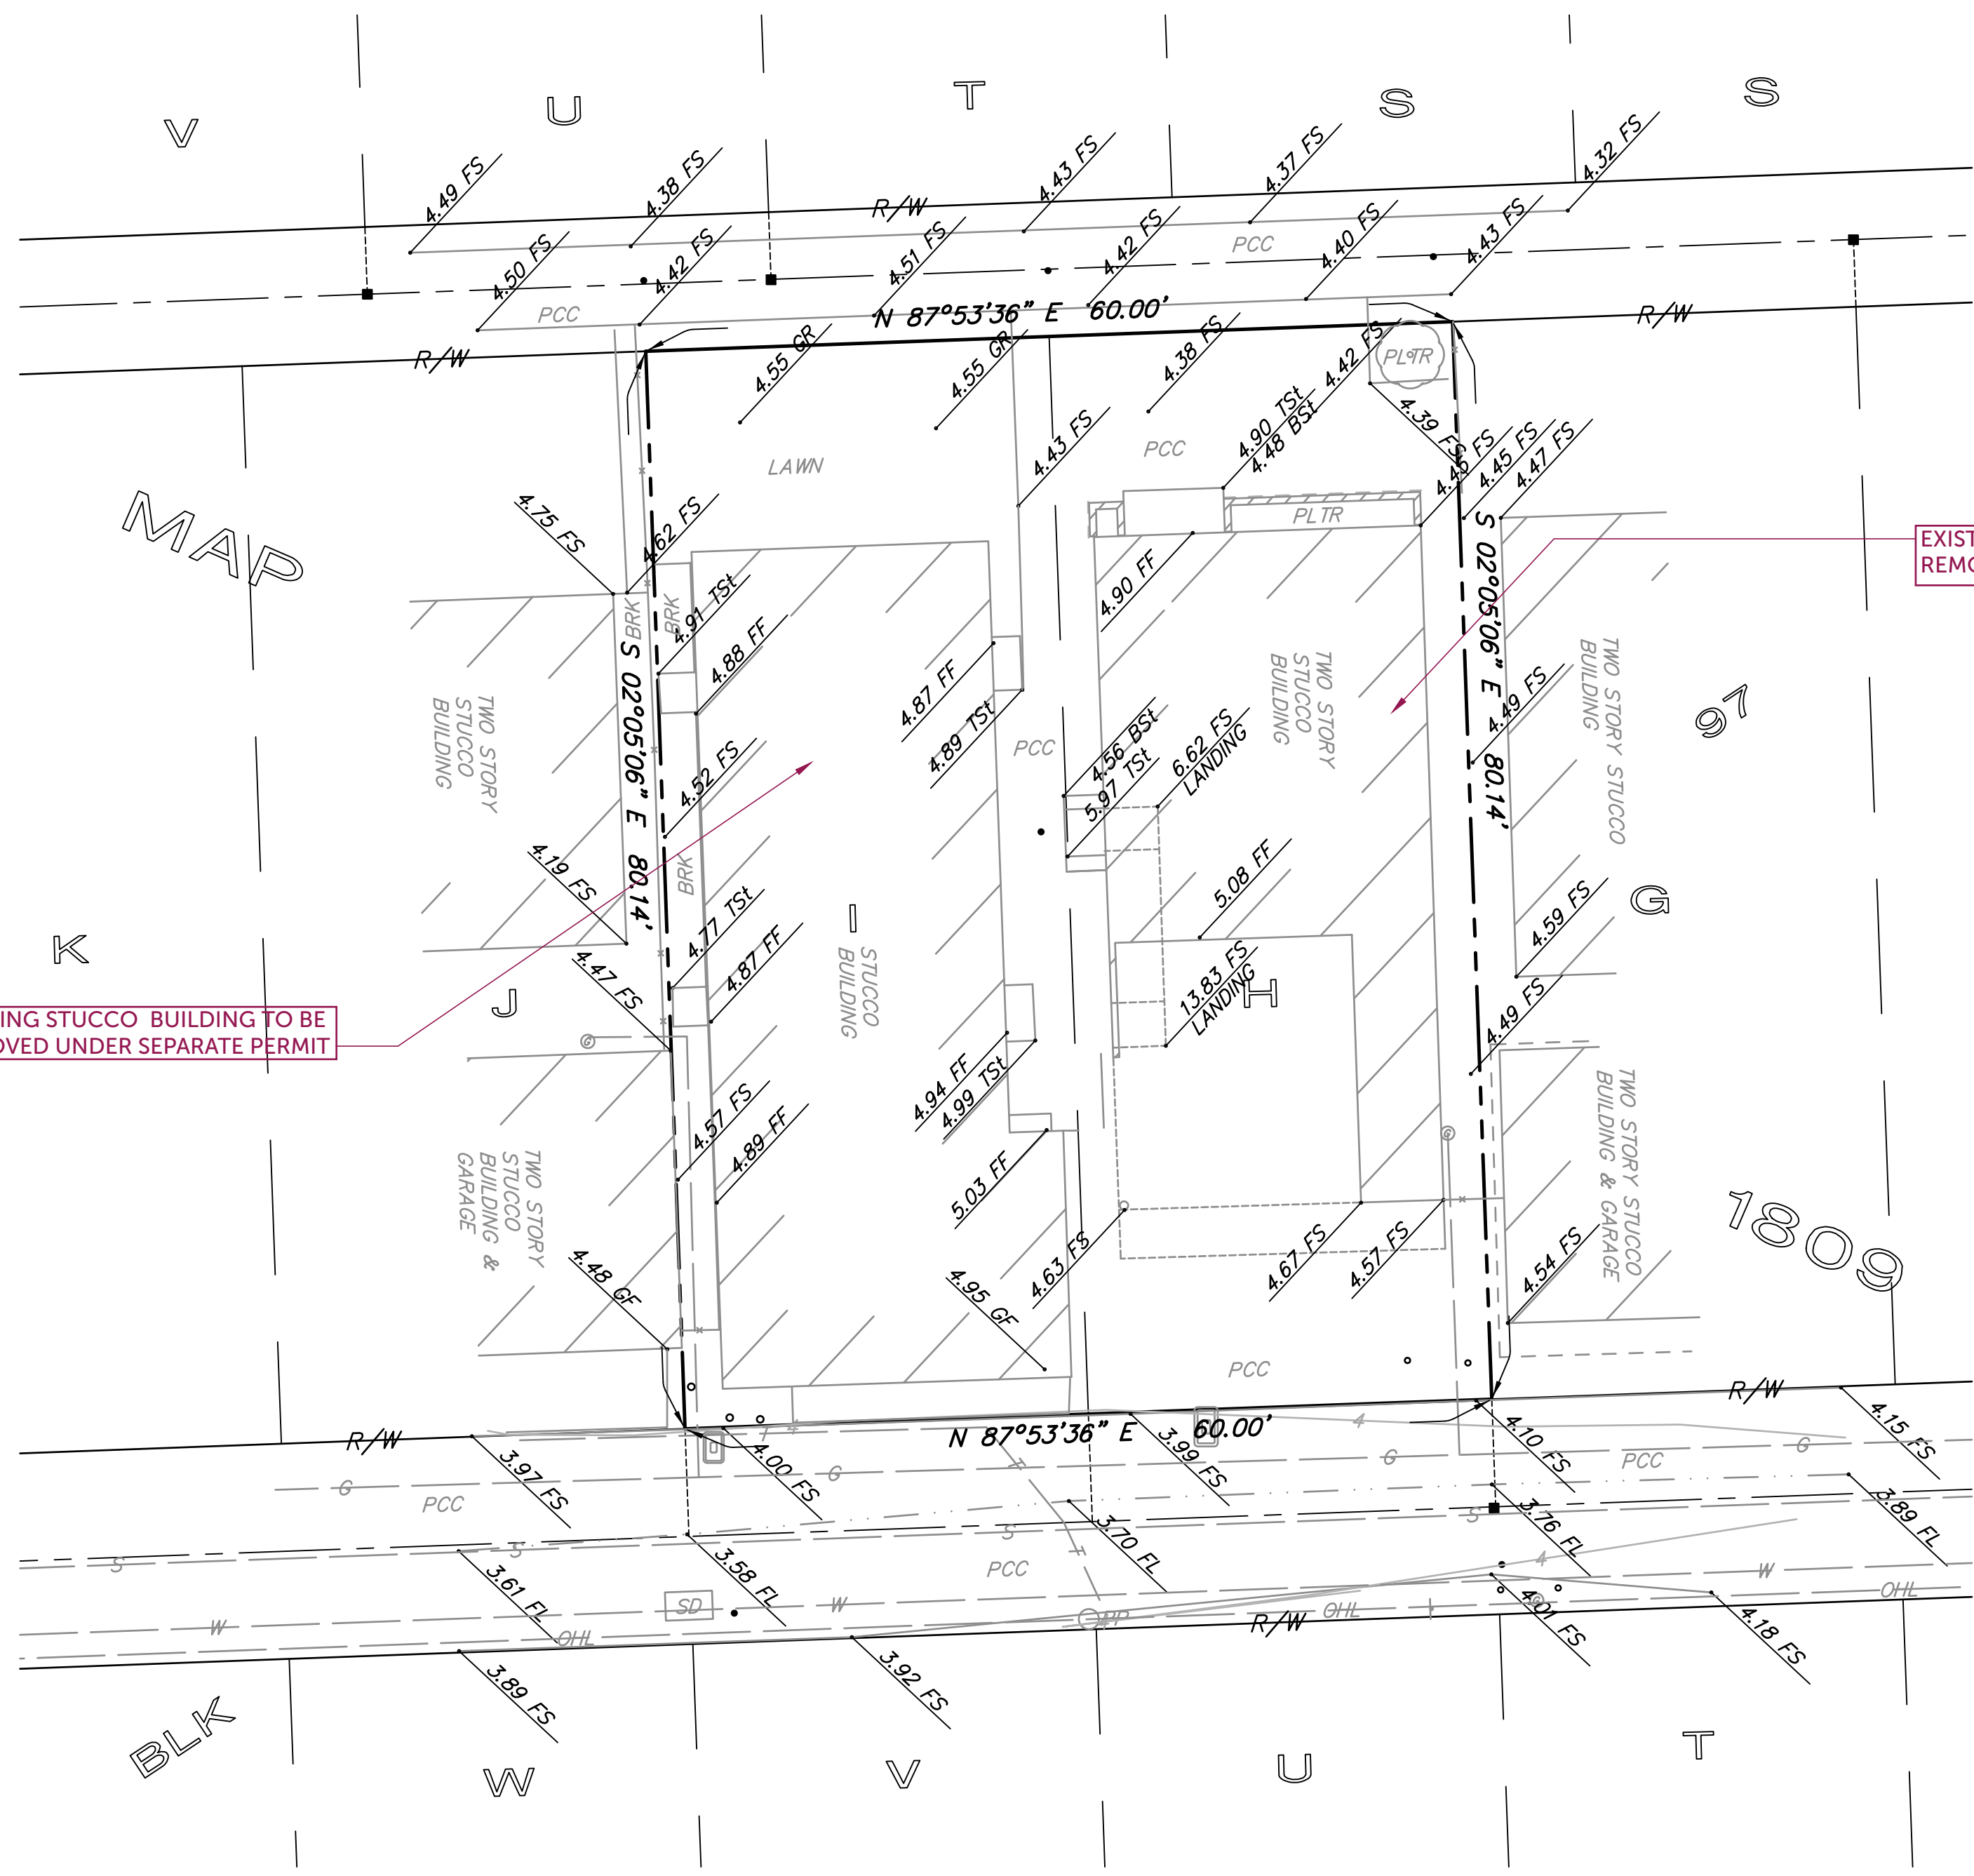 V
U
T
S
S
4.49 FS
4.38 FS
4.43 FS
4.37 FS
4.32 FS
R/W
4.50 FS
4.42 FS
4.51 FS
4.42 FS
4.40 FS
4.43 FS
PCC
PCC
N 87°53'36" E 60.00'
R/W
R/W
4.55 GR
4.55 GR
4.38 FS
4.42 FS
PLTR
4.39 FS
4.90 TSt
4.48 BSt
4.43 FS
PCC
LAWN
4.45 FS
4.47 FS
MAP
4.75 FS
4.62 FS
PLTR
EXIST
BRK
BRK
4.91 TSt
4.88 FF
4.90 FF
S 02°05'06" E 80.14'
S 02°05'06" E 80.14'
TWO STORY
STUCCO
BUILDING
TWO STORY
STUCCO
BUILDING
TWO STORY STUCCO
BUILDING
4.87 FF
4.89 TSt
PCC
4.56 BSt
5.97 TSt
6.62 FS
LANDING
4.49 FS
97
4.52 FS
BRK
4.19 FS
5.08 FF
4.59 FS
K
J
I
H
G
4.77 TSt
4.87 FF
4.47 FS
STUCCO
BUILDING
13.83 FS
LANDING
4.49 FS
ING STUCCO BUILDING TO BE
OVED UNDER SEPARATE PERMIT
G
4.94 FF
4.99 TSt
4.57 FS
4.89 FF
5.03 FF
G
TWO STORY
STUCCO
BUILDING &
GARAGE
TWO STORY STUCCO
BUILDING & GARAGE
1809
4.48 GF
4.95 GF
4.63 FS
4.67 FS
4.57 FS
4.54 FS
PCC
R/W
R/W
N 87°53'36" E 60.00'
3.97 FS
4.00 FS
3.99 FS
4.10 FS
4.15 FS
G
G
G
G
PCC
PCC
PCC
S
S
S
S
3.61 FL
3.58 FL
3.70 FL
3.76 FL
3.89 FL
SD
W
W
W
OHL
OHL
OHL
R/W
3.89 FS
3.92 FS
4.01 FS
4.18 FS
BLK
W
V
U
T